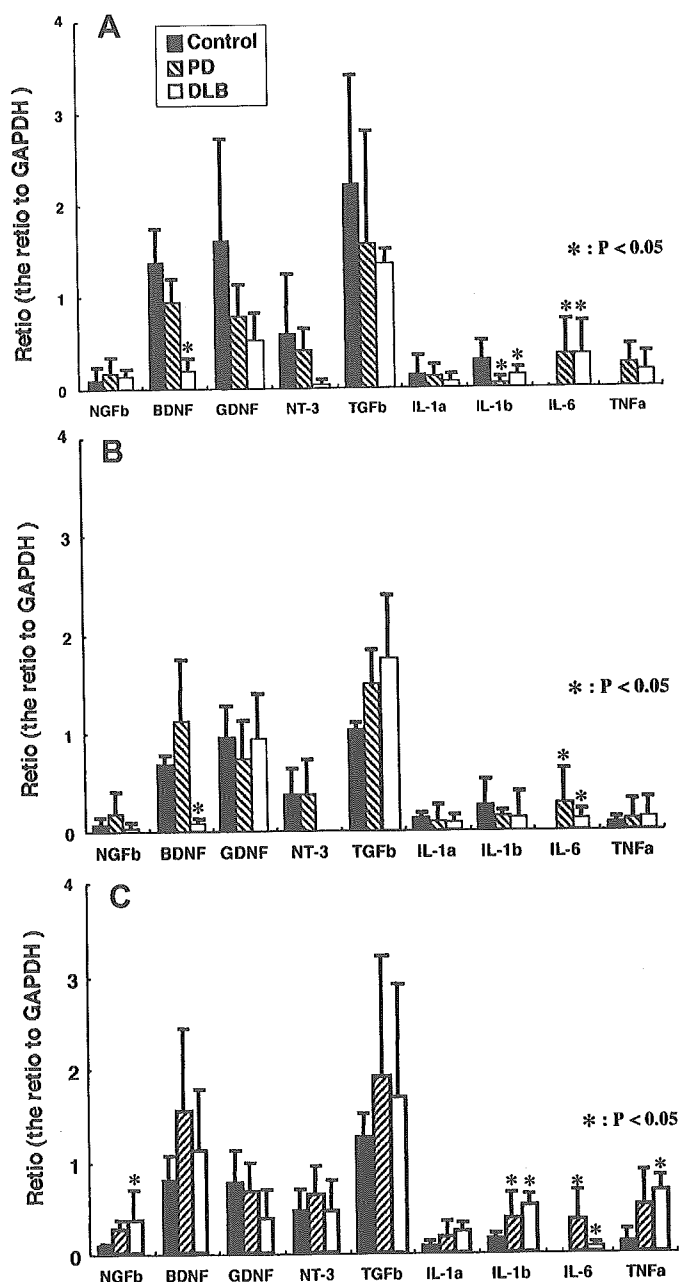 A
Control
PD
DLB
Retio (the retio to GAPDH )
4
3
2
1
0
* : P < 0.05
*
* *
* *
NGFb BDNF GDNF NT-3 TGFb IL-1a IL-1b IL-6 TNFa
B
Retio (the retio to GAPDH )
4
3
2
1
0
* : P < 0.05
*
*
*
NGFb BDNF GDNF NT-3 TGFb IL-1a IL-1b IL-6 TNFa
C
Retio (the retio to GAPDH )
4
3
2
1
0
* : P < 0.05
*
* *
*
*
*
NGFb BDNF GDNF NT-3 TGFb IL-1a IL-1b IL-6 TNFa